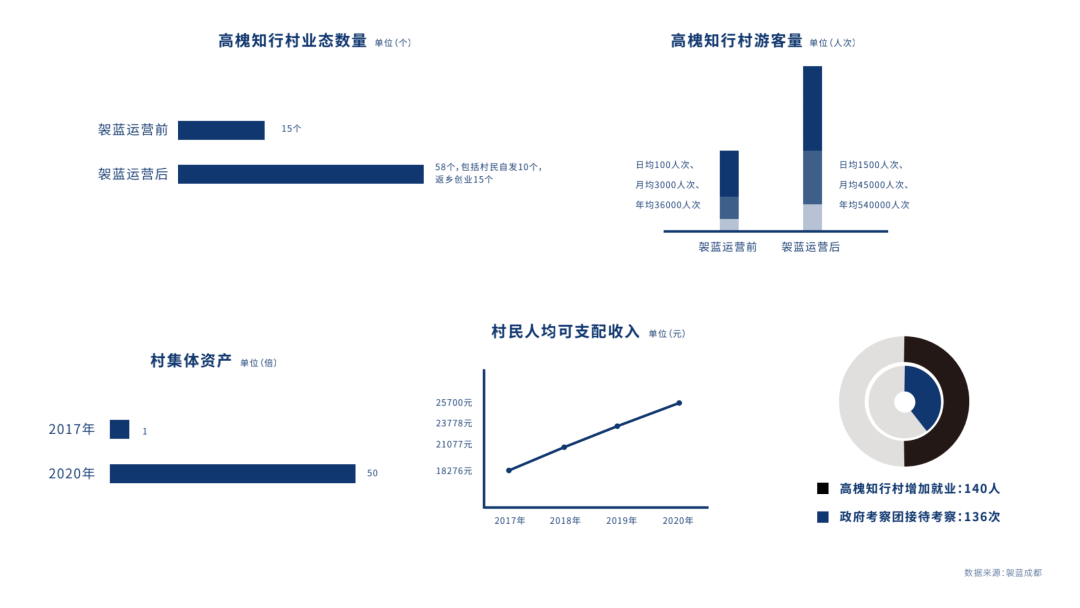 高槐知行村业态数量 单位(个)
袈蓝运营前
15个
袈蓝运营后
58个,包括村民自发10个,
返乡创业15个
高槐知行村游客量 单位(人次)
日均100人次、
月均3000人次、
年均36000人次
日均1500人次、
月均45000人次、
年均540000人次
袈蓝运营前
袈蓝运营后
村集体资产 单位(倍)
2017年
1
2020年
50
村民人均可支配收入 单位(元)
25700元
23778元
21077元
18276元
2017年
2018年
2019年
2020年
高槐知行村增加就业:140人
政府考察团接待考察:136次
数据来源:袈蓝成都